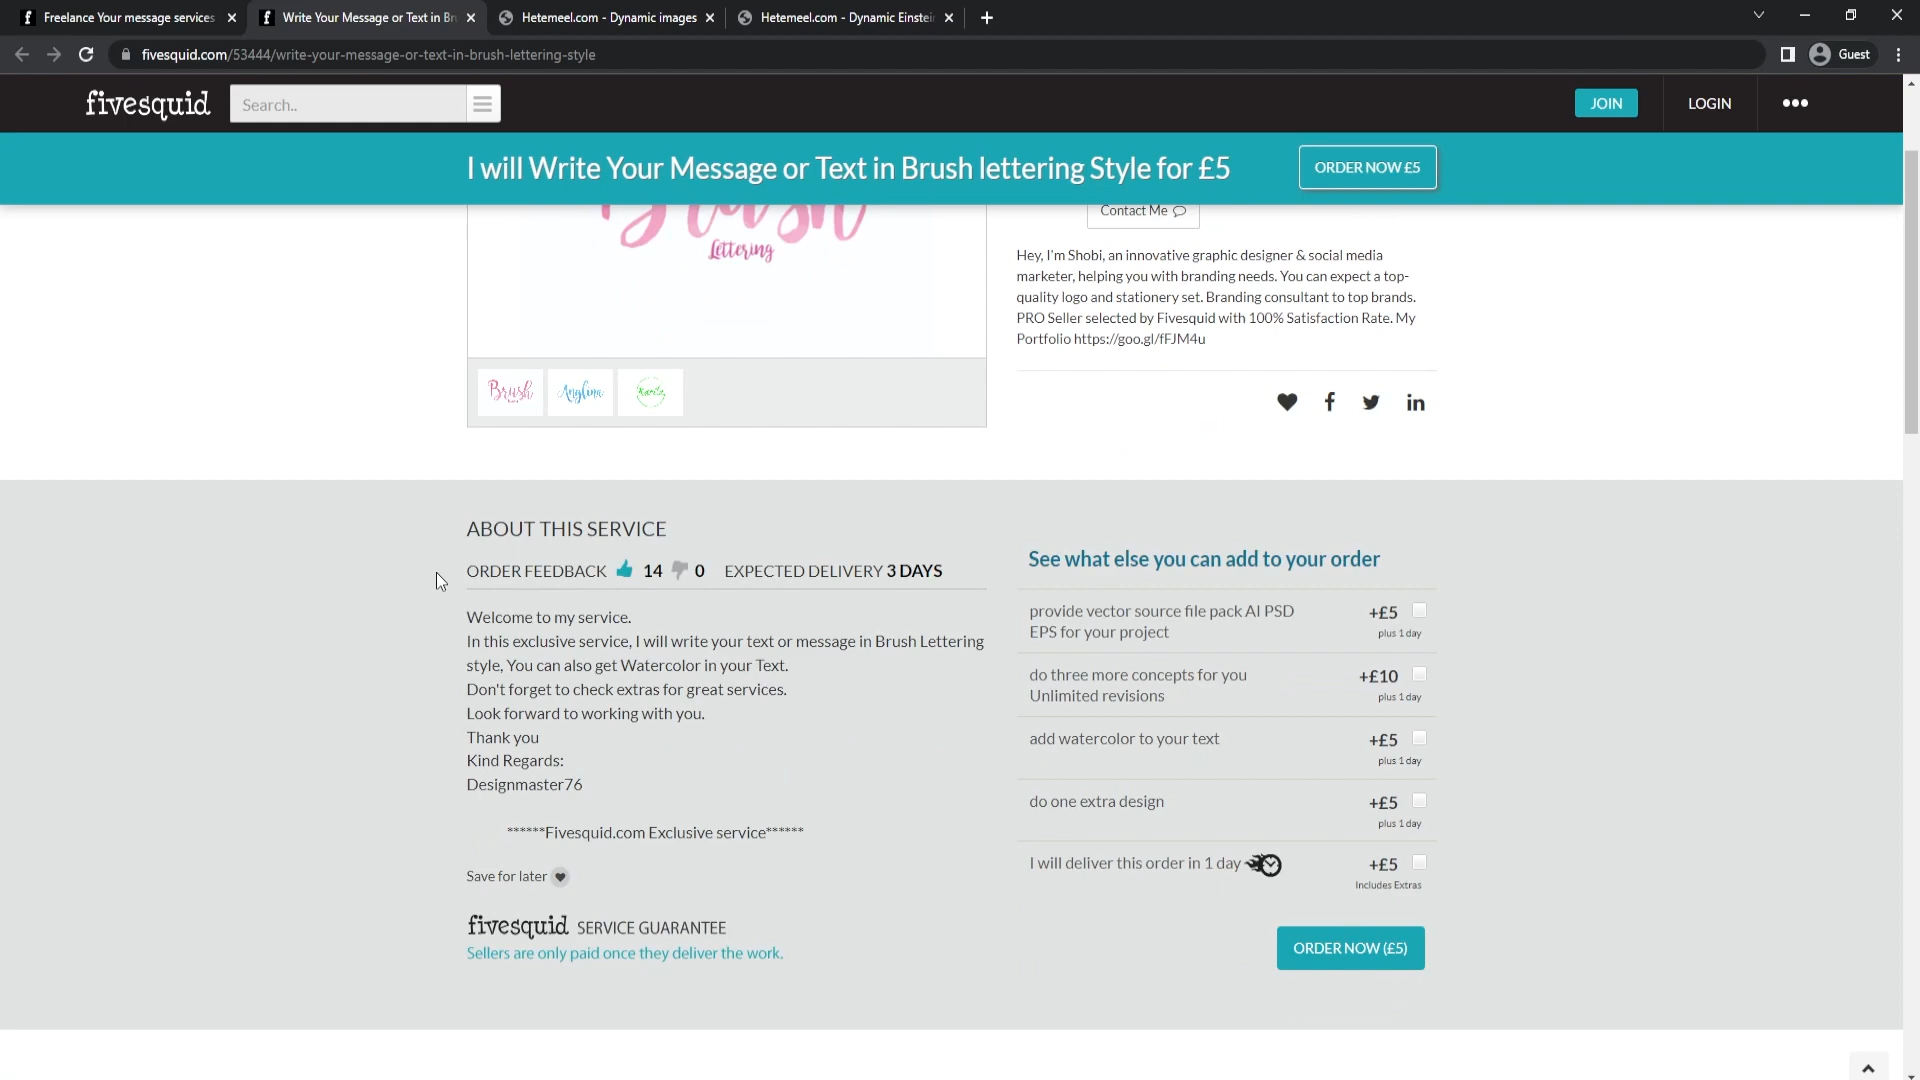 Freelance Your message services
Write Your Message or Text in Br
Hetemeel.com - Dynamic images
Hetemeel.com - Dynamic Einstei
fivesquid.com/53444/write-your-message-or-text-in-brush-lettering-style
Guest
fivesquid
Search..
JOIN
LOGIN
I will Write Your Message or Text in Brush lettering Style for £5
ORDER NOW £5
Brush
Lettering
Contact Me
Hey, I'm Shobi, an innovative graphic designer & social media
marketer, helping you with branding needs. You can expect a top-
quality logo and stationery set. Branding consultant to top brands.
PRO Seller selected by Fivesquid with 100% Satisfaction Rate. My
Portfolio https://goo.gl/fFJM4u
Brush
ABOUT THIS SERVICE
ORDER FEEDBACK 14 0 EXPECTED DELIVERY 3 DAYS
Welcome to my service.
In this exclusive service, I will write your text or message in Brush Lettering
style, You can also get Watercolor in your Text.
Don't forget to check extras for great services.
Look forward to working with you.
Thank you
Kind Regards:
Designmaster76
******Fivesquid.com Exclusive service******
Save for later
fivesquid SERVICE GUARANTEE
Sellers are only paid once they deliver the work.
See what else you can add to your order
provide vector source file pack AI PSD +£5
EPS for your project plus 1 day
do three more concepts for you +£10
Unlimited revisions plus 1 day
add watercolor to your text +£5
plus 1 day
do one extra design +£5
plus 1 day
I will deliver this order in 1 day +£5
Includes Extras
ORDER NOW (£5)